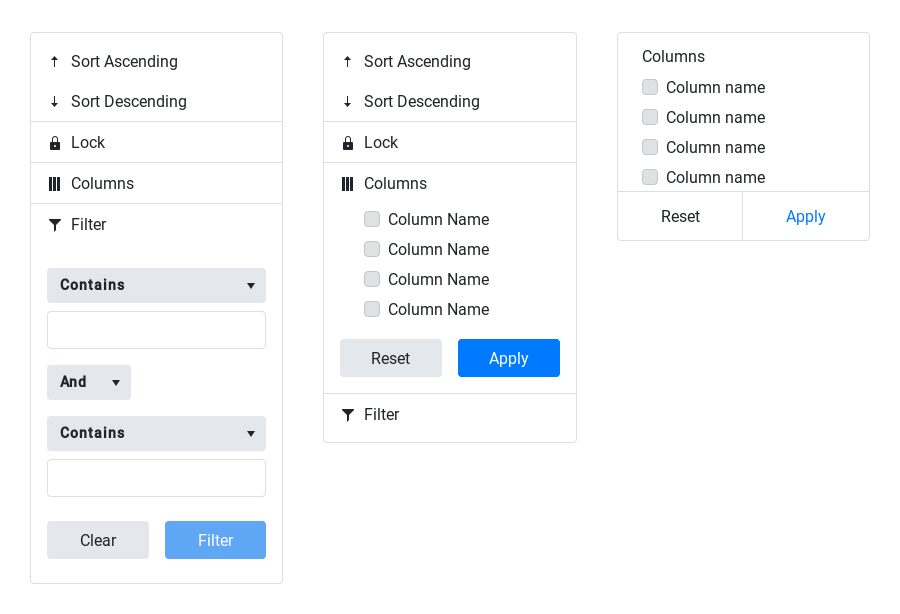 Sort Ascending
Sort Descending
Lock
Columns
Filter
Contains
And
Contains
Clear
Filter
Sort Ascending
Sort Descending
Lock
Columns
Column Name
Column Name
Column Name
Column Name
Reset
Apply
Filter
Columns
Column name
Column name
Column name
Column name
Reset
Apply